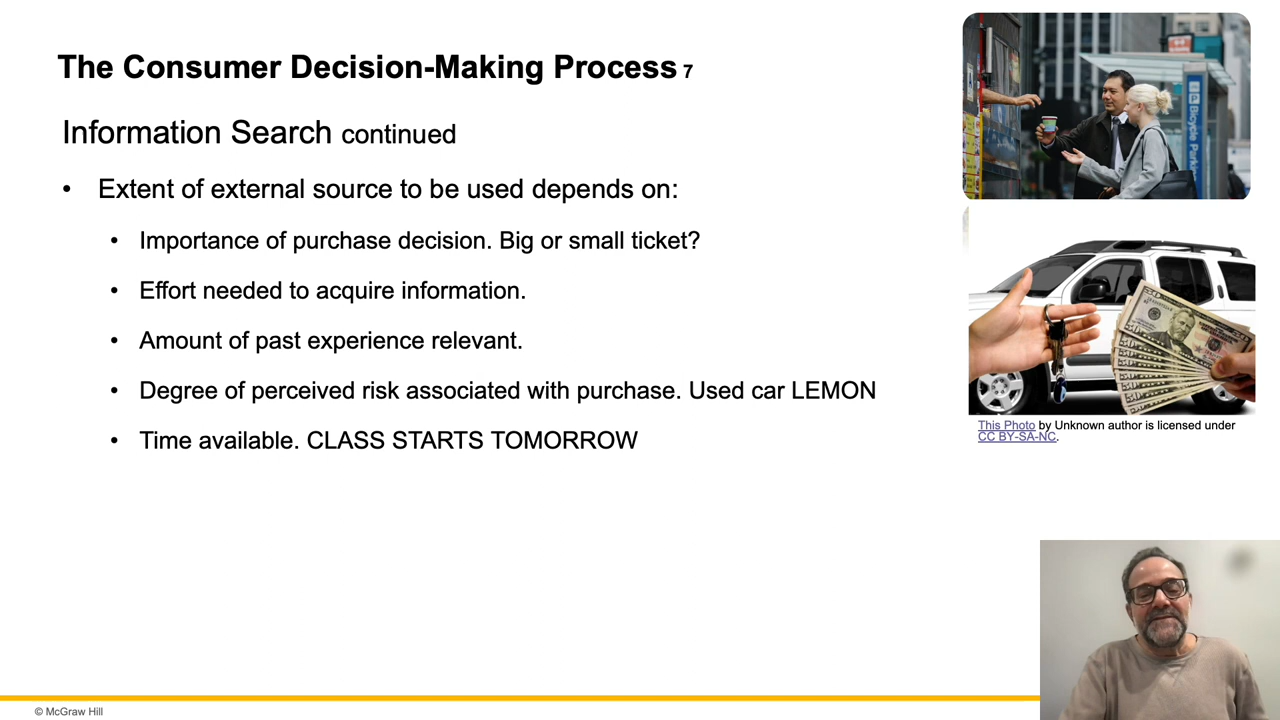 The Consumer Decision-Making Process 7
Information Search continued
• Extent of external source to be used depends on:
• Importance of purchase decision. Big or small ticket?
• Effort needed to acquire information.
• Amount of past experience relevant.
• Degree of perceived risk associated with purchase. Used car LEMON
• Time available. CLASS STARTS TOMORROW
Bicycle Parking
50
This Photo by Unknown author is licensed under
CC BY-SA-NC.
© McGraw Hill